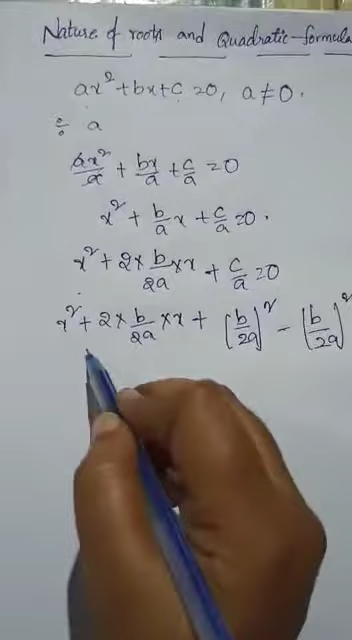 Nature of roots and Quadratic-formula
ax² + bx + c = 0, a ≠ 0.
÷ a
ax²/a + bx/a + c/a = 0
x² + b/a x + c/a = 0.
x² + 2 × b/2a × x + c/a = 0
x² + 2 × b/2a × x + [b/2a]² - [b/2a]²